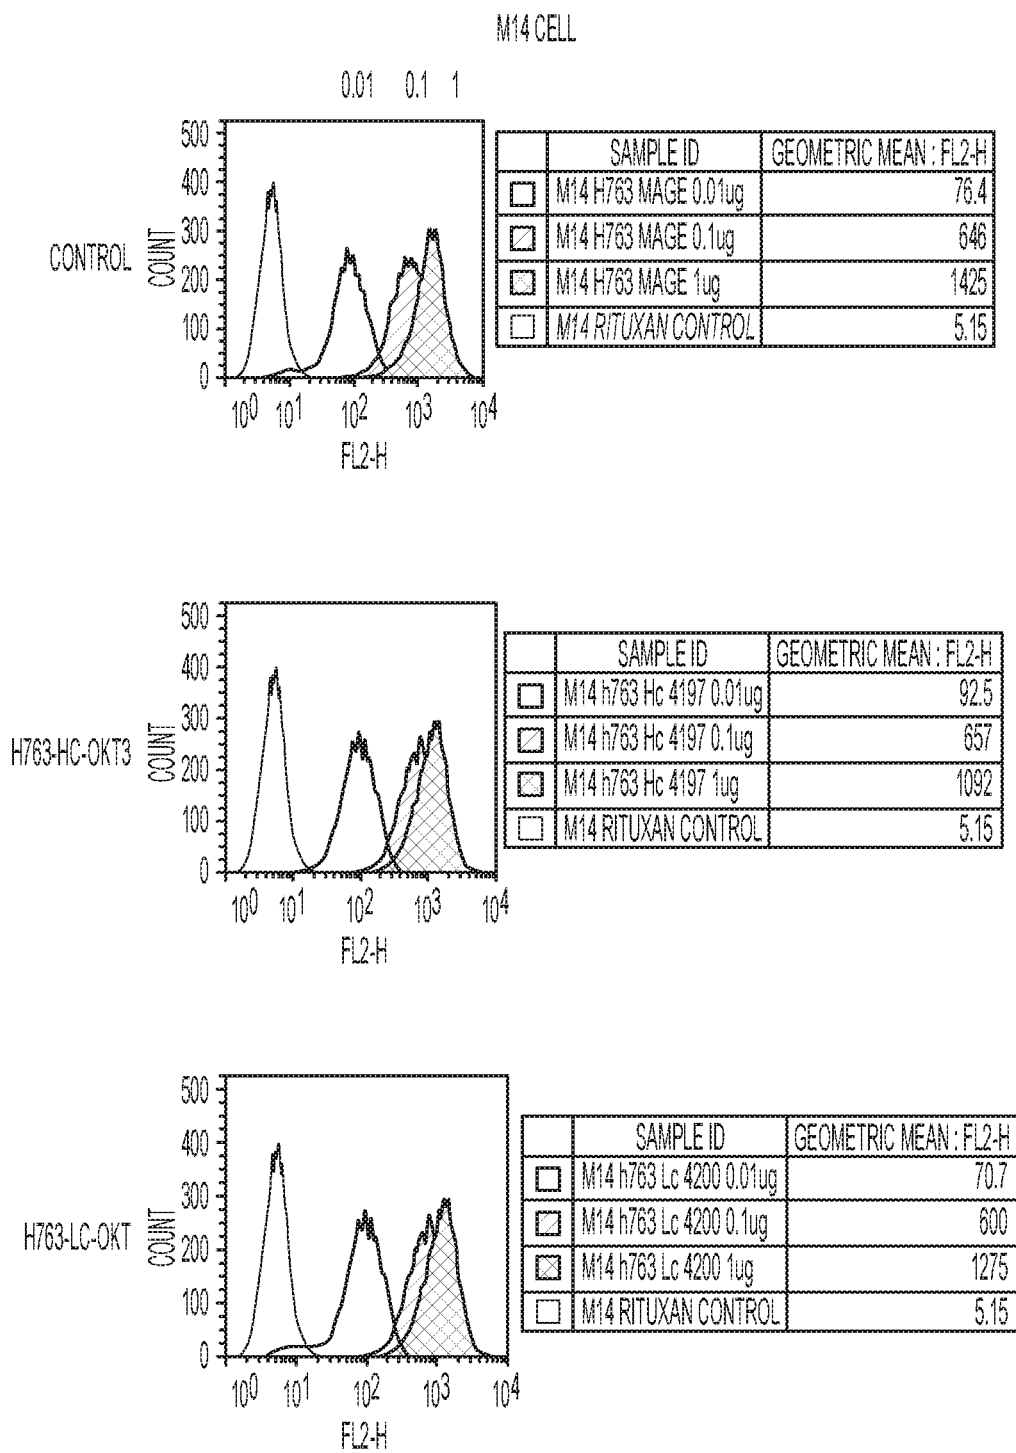 M14 CELL
0.01 0.1 1
CONTROL
COUNT
500
400
300
200
100
0
10^0 10^1 10^2 10^3 10^4
FL2-H
SAMPLE ID GEOMETRIC MEAN : FL2-H
M14 H763 MAGE 0.01ug 76.4
M14 H763 MAGE 0.1ug 646
M14 H763 MAGE 1ug 1425
M14 RITUXAN CONTROL 5.15
H763-HC-OKT3
COUNT
500
400
300
200
100
0
10^0 10^1 10^2 10^3 10^4
FL2-H
SAMPLE ID GEOMETRIC MEAN : FL2-H
M14 h763 Hc 4197 0.01ug 92.5
M14 h763 Hc 4197 0.1ug 657
M14 h763 Hc 4197 1ug 1092
M14 RITUXAN CONTROL 5.15
H763-LC-OKT
COUNT
500
400
300
200
100
0
10^0 10^1 10^2 10^3 10^4
FL2-H
SAMPLE ID GEOMETRIC MEAN : FL2-H
M14 h763 Lc 4200 0.01ug 70.7
M14 h763 Lc 4200 0.1ug 600
M14 h763 Lc 4200 1ug 1275
M14 RITUXAN CONTROL 5.15